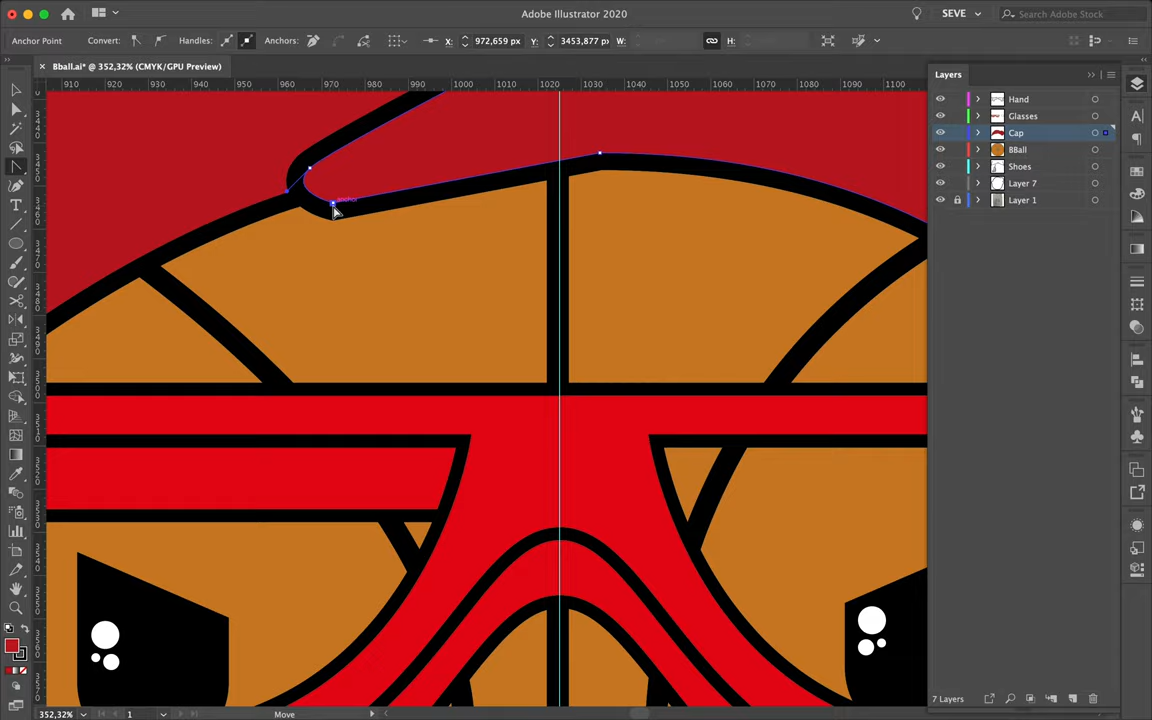 Adobe Illustrator 2020
SEVE
Search Adobe Stock
Anchor Point
Convert:
Handles:
Anchors:
X:
972,659 px
Y:
3453,877 px
W:
H:
Bball.ai* @ 352,32% (CMYK/GPU Preview)
910 920 930 940 950 960 970 980 990 1000 1010 1020 1030 1040 1050 1060 1070 1080 1090 1100
Layers
Hand
Glasses
Cap
BBall
Shoes
Layer 7
Layer 1
anchor
7 Layers
352,32%
1
Move